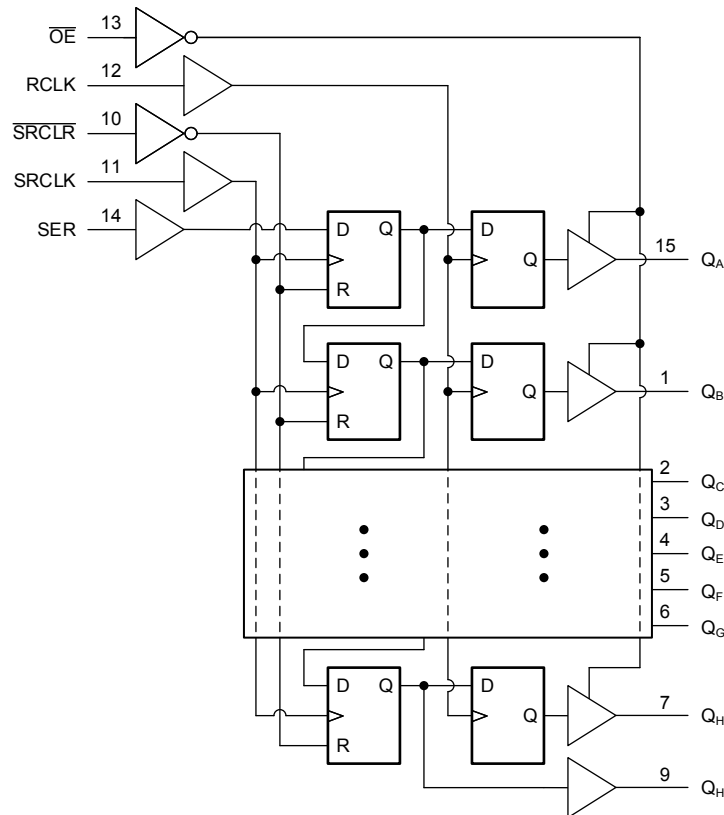 13
OE
12
RCLK
10
SRCLR
11
SRCLK
14
SER
D Q
R
D
Q
15
QA
D Q
R
D
Q
1
QB
2
QC
3
QD
4
QE
5
QF
6
QG
D Q
R
D
Q
7
QH
9
QH